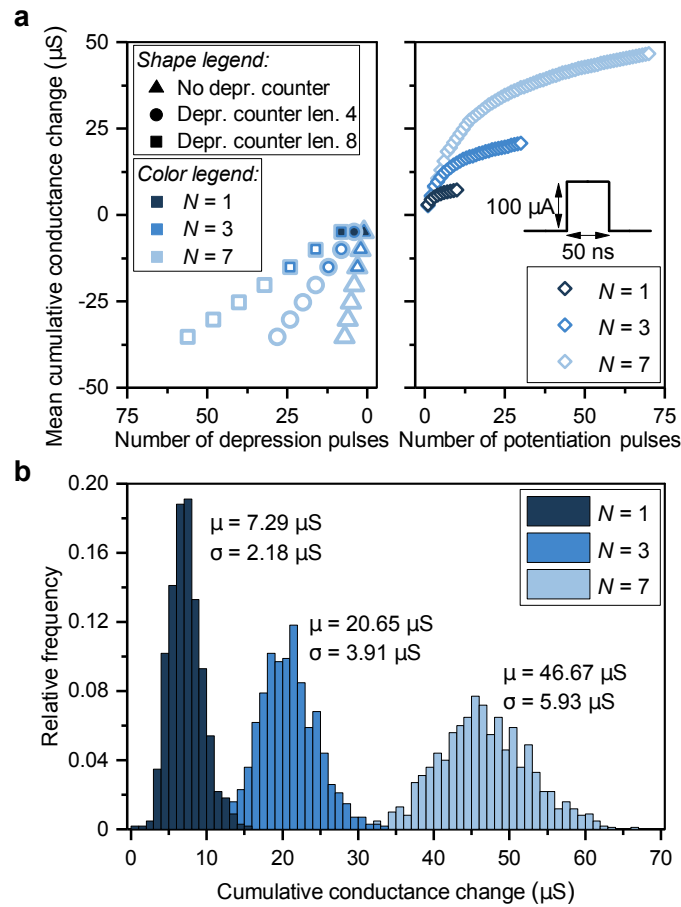 a
Mean cumulative conductance change (µS)
50
25
0
-25
-50
Shape legend:
No depr. counter
Depr. counter len. 4
Depr. counter len. 8
Color legend:
N = 1
N = 3
N = 7
75
50
25
0
Number of depression pulses
100 µA
50 ns
N = 1
N = 3
N = 7
0
25
50
75
Number of potentiation pulses
b
Relative frequency
0.20
0.16
0.12
0.08
0.04
0
µ = 7.29 µS
σ = 2.18 µS
µ = 20.65 µS
σ = 3.91 µS
µ = 46.67 µS
σ = 5.93 µS
N = 1
N = 3
N = 7
0
10
20
30
40
50
60
70
Cumulative conductance change (µS)